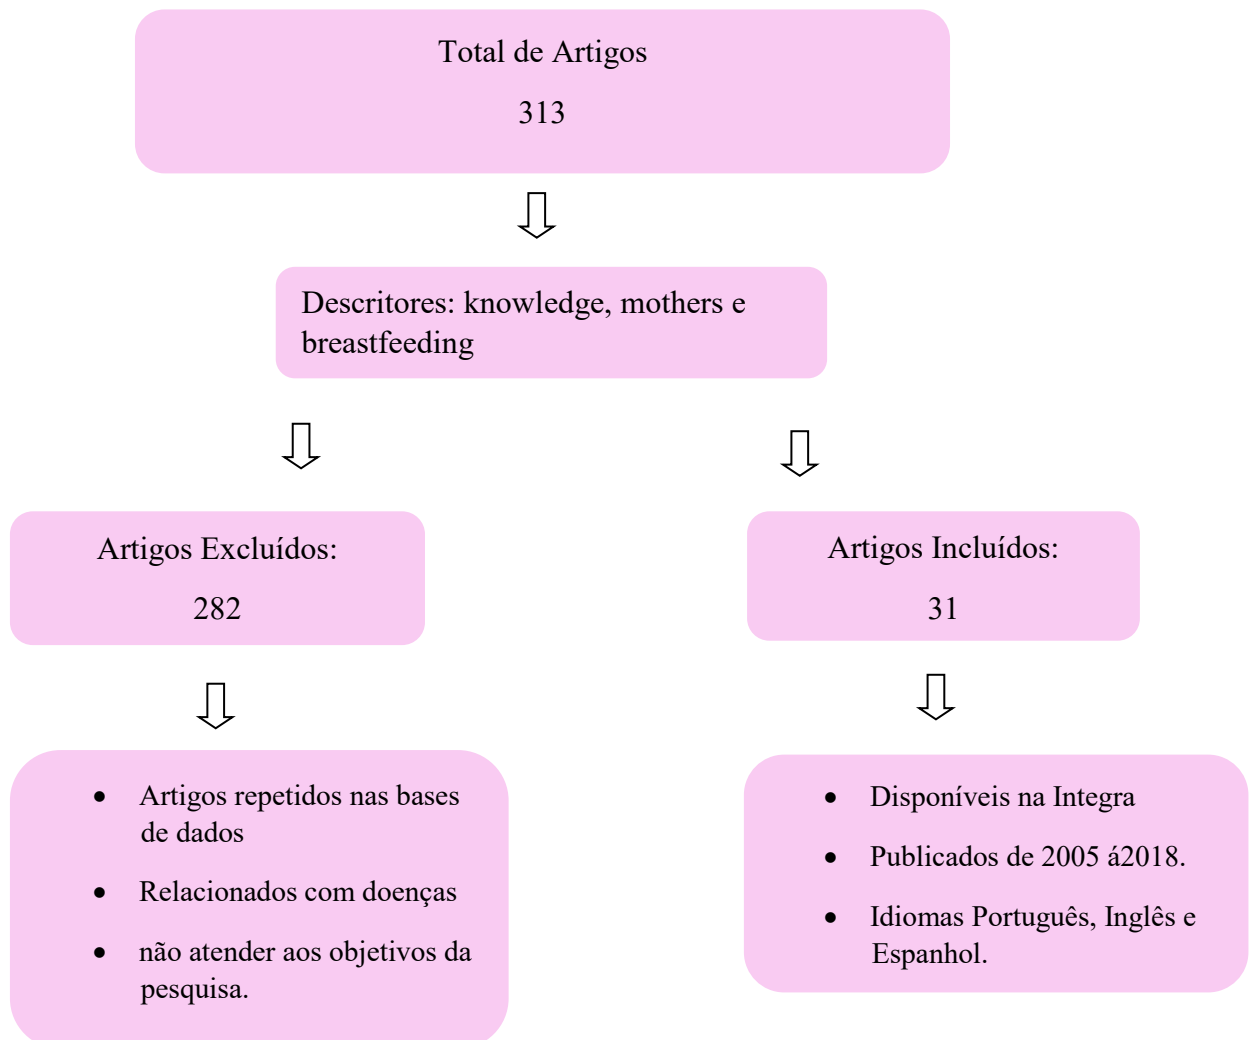 Total de Artigos
313
Descritores: knowledge, mothers e
breastfeeding
Artigos Excluídos:
282
Artigos Incluídos:
31
• Artigos repetidos nas bases
de dados
• Relacionados com doenças
• não atender aos objetivos da
pesquisa.
• Disponíveis na Integra
• Publicados de 2005 á2018.
• Idiomas Português, Inglês e
Espanhol.